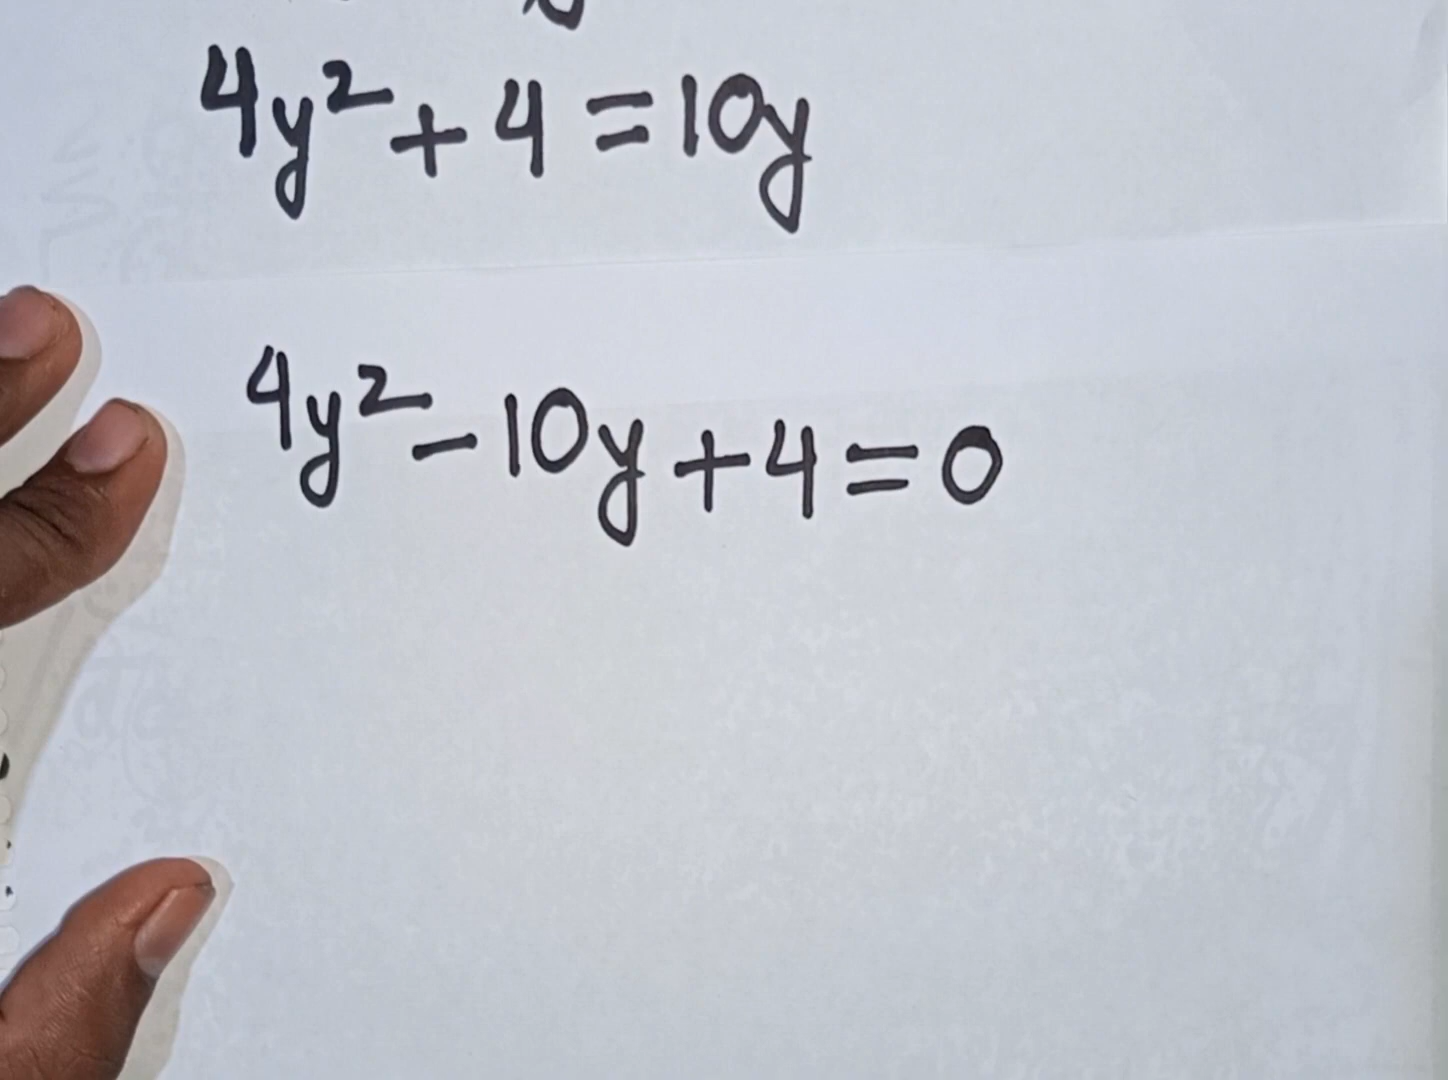 4y² + 4 = 10y
4y² - 10y + 4 = 0